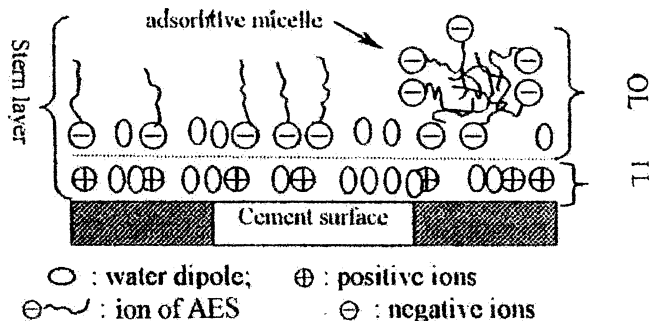 adsorbtive micelle
Stern layer
OL
IL
Cement surface
: water dipole; : positive ions
: ion of AES : negative ions